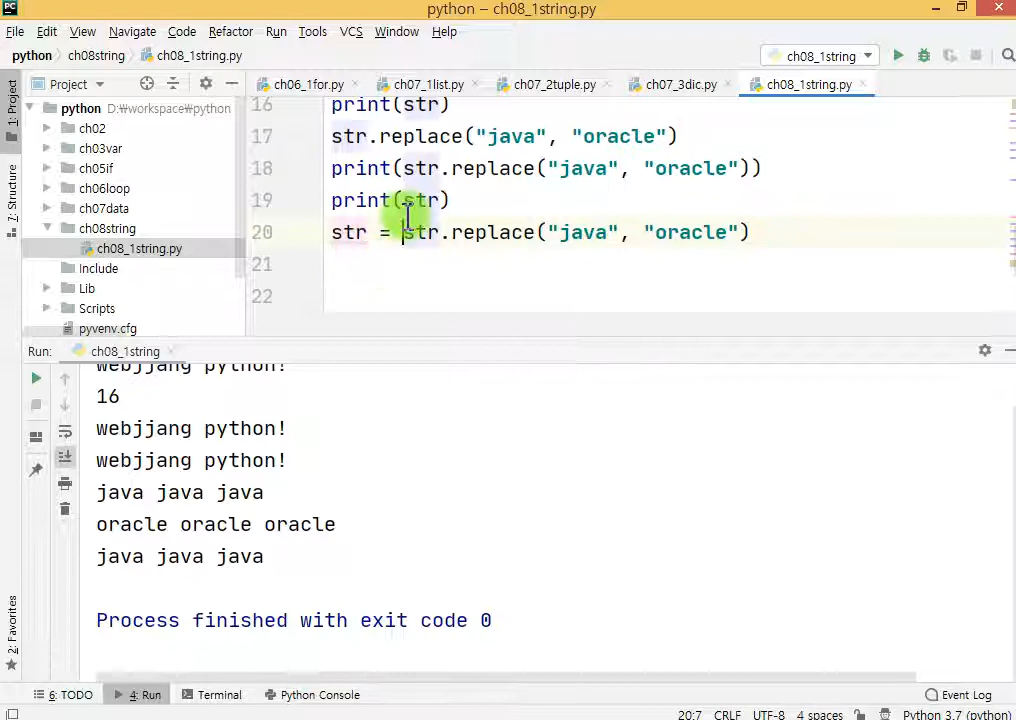 PC python – ch08_1string.py
File Edit View Navigate Code Refactor Run Tools VCS Window Help
python ch08string ch08_1string.py ch08_1string
1: Project
7: Structure
2: Favorites
Project
python D:₩workspace₩python
ch02
ch03var
ch05if
ch06loop
ch07data
ch08string
ch08_1string.py
Include
Lib
Scripts
pyvenv.cfg
ch06_1for.py ch07_1list.py ch07_2tuple.py ch07_3dic.py ch08_1string.py
16 print(str)
17 str.replace("java", "oracle")
18 print(str.replace("java", "oracle"))
19 print(str)
20 str = str.replace("java", "oracle")
21
22
Run: ch08_1string
webjjang python!
16
webjjang python!
webjjang python!
java java java
oracle oracle oracle
java java java
Process finished with exit code 0
6: TODO 4: Run Terminal Python Console Event Log
20:7 CRLF UTF-8 4 spaces Python 3.7 (python)